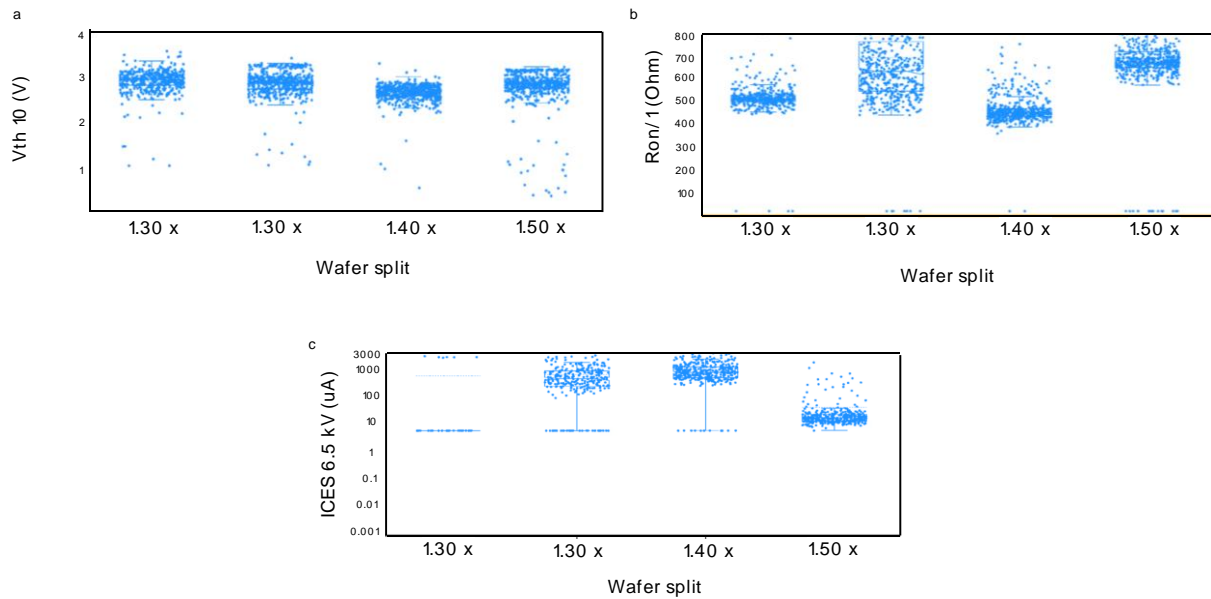 a
Vth 10 (V)
4
3
2
1
1.30 x
1.30 x
1.40 x
1.50 x
Wafer split
b
Ron/ 1 (Ohm)
800
700
600
500
400
300
200
100
1.30 x
1.30 x
1.40 x
1.50 x
Wafer split
c
ICES 6.5 kV (uA)
3000
1000
100
10
1
0.1
0.01
0.001
1.30 x
1.30 x
1.40 x
1.50 x
Wafer split